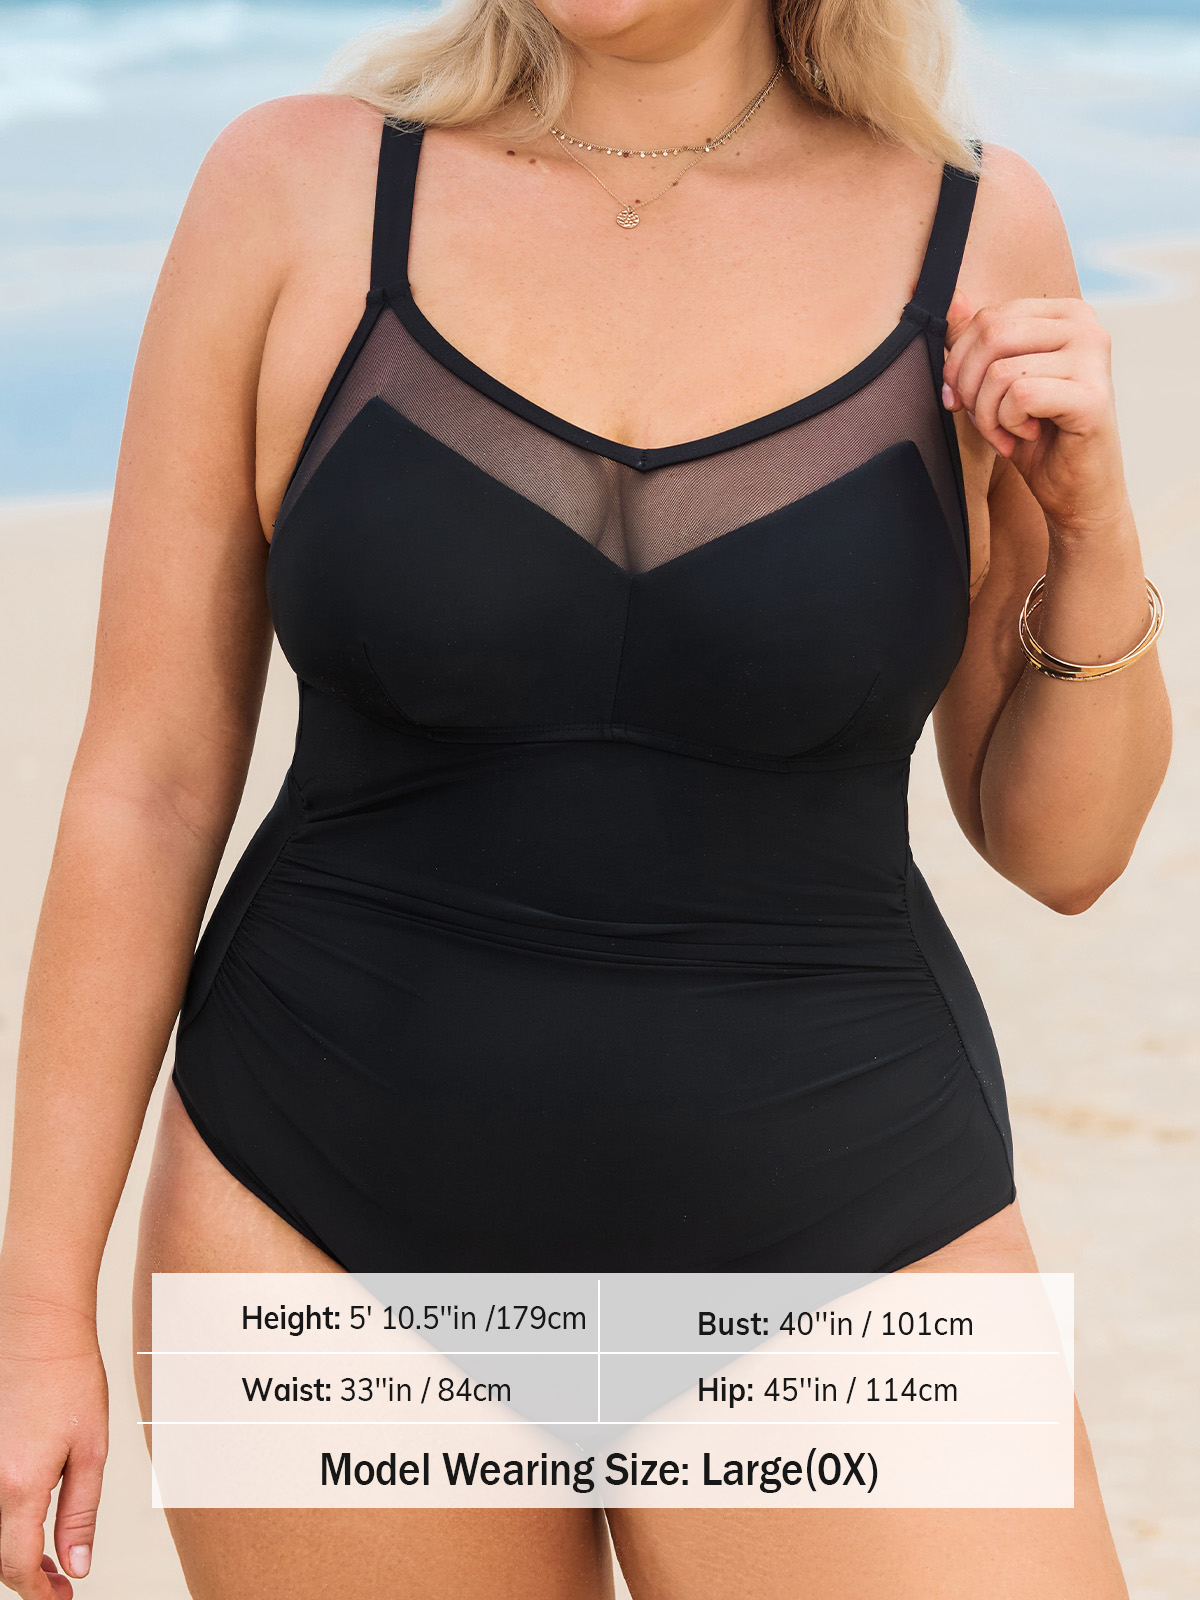 Height: 5' 10.5"in /179cm
Bust: 40"in / 101cm
Waist: 33"in / 84cm
Hip: 45"in / 114cm
Model Wearing Size: Large(0X)